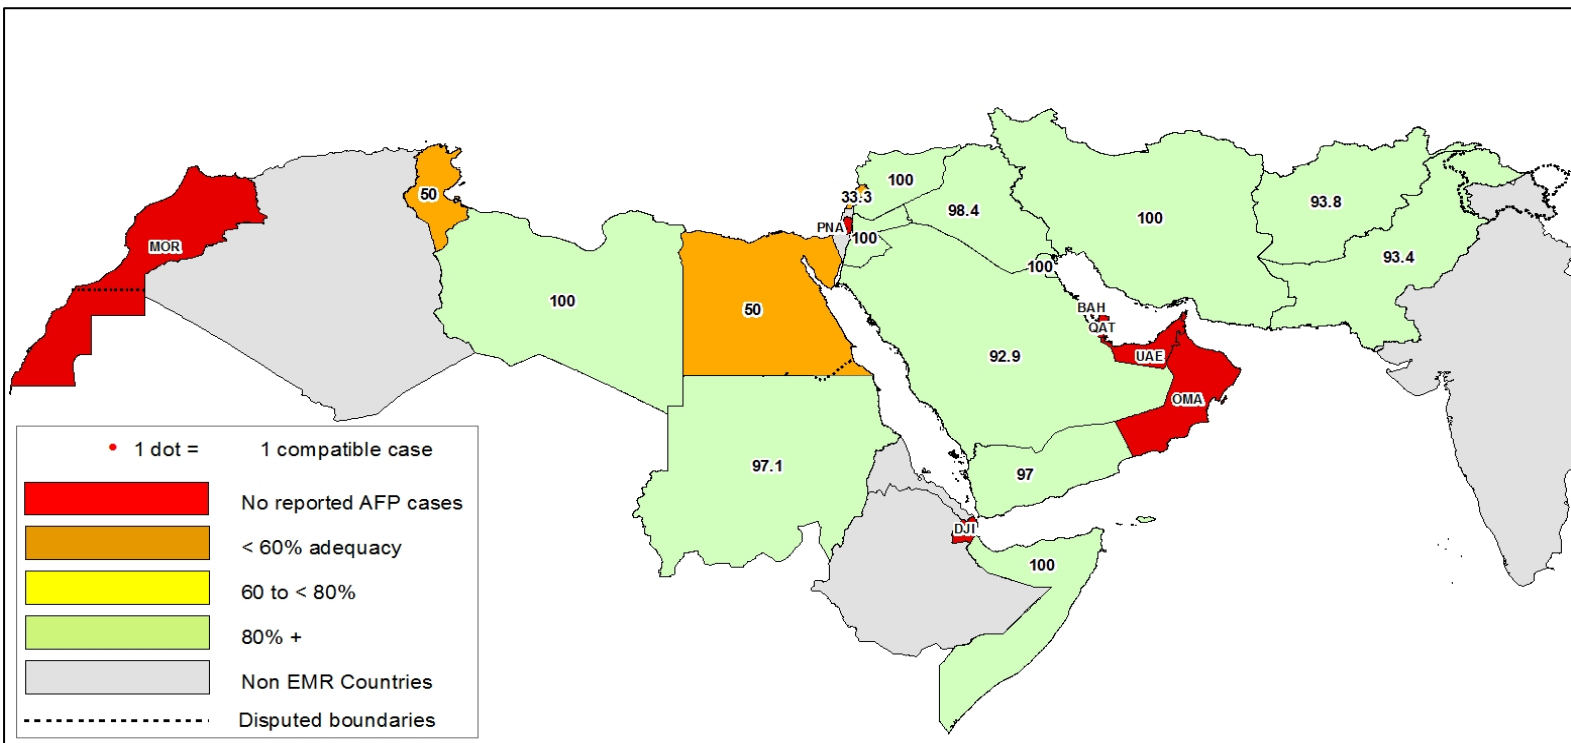 100
33.3
98.4
100
93.8
50
MOR
PNA
100
93.4
100
100
50
BAH
QAT
92.9
UAE
OMA
97.1
97
DJI
100
1 dot = 1 compatible case
No reported AFP cases
< 60% adequacy
60 to < 80%
80% +
Non EMR Countries
Disputed boundaries